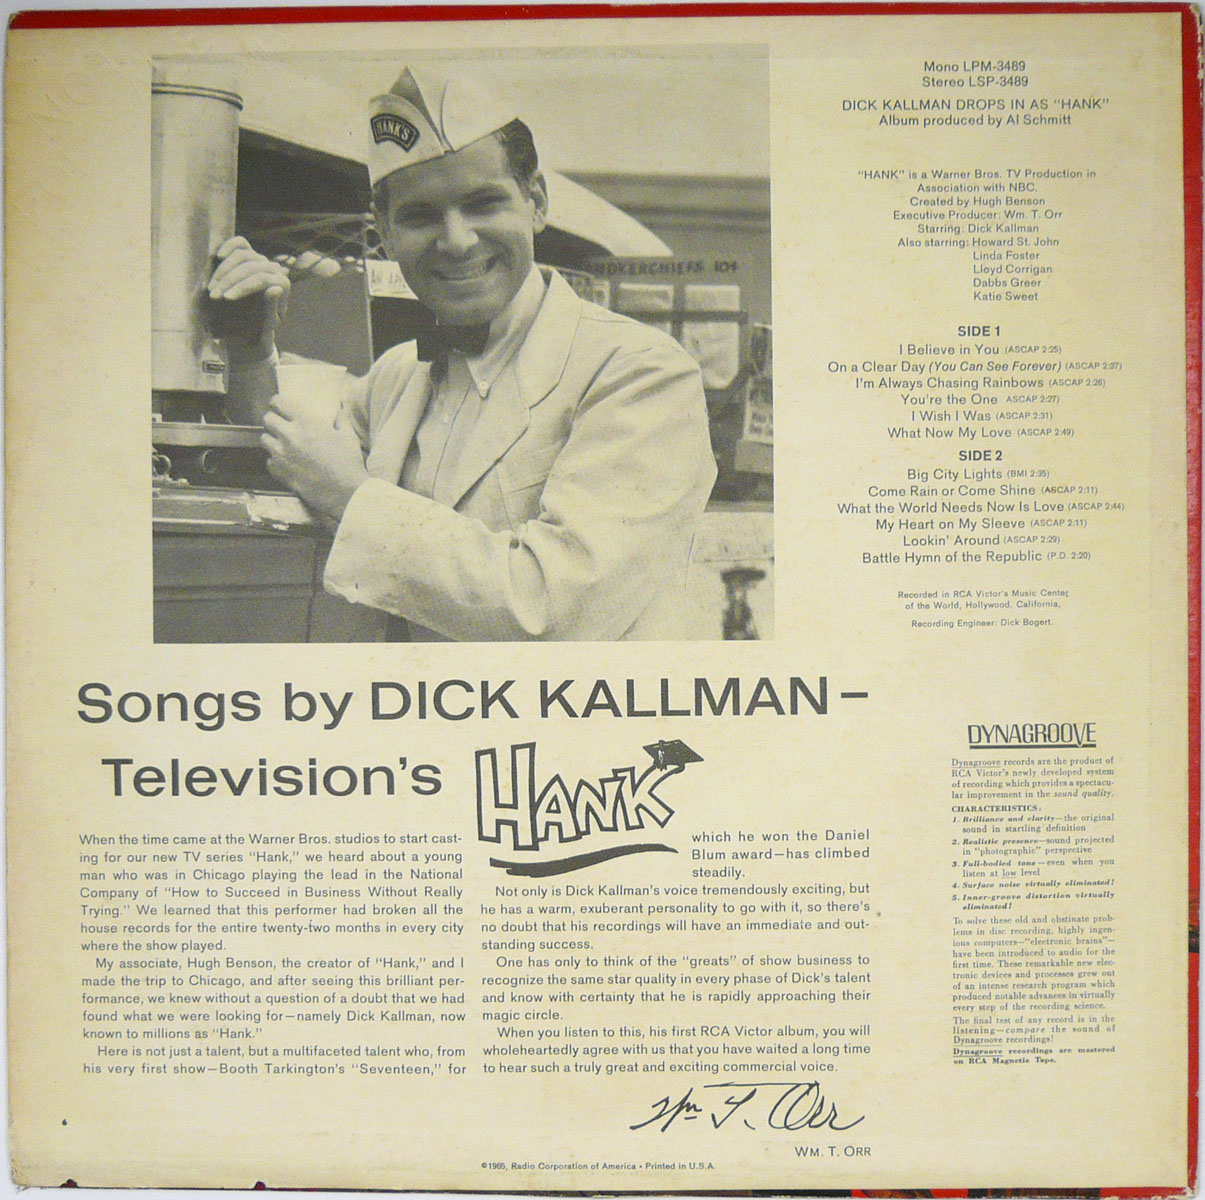 HANK'S
KERCHIEFS 10¢
Mono LPM-3489
Stereo LSP-3489
DICK KALLMAN DROPS IN AS "HANK"
Album produced by Al Schmitt
"HANK" is a Warner Bros. TV Production in
Association with NBC.
Created by Hugh Benson
Executive Producer: Wm. T. Orr
Starring: Dick Kallman
Also starring: Howard St. John
Linda Foster
Lloyd Corrigan
Dabbs Greer
Katie Sweet
SIDE 1
I Believe in You (ASCAP 2:25)
On a Clear Day (You Can See Forever) (ASCAP 2:37)
I'm Always Chasing Rainbows (ASCAP 2:26)
You're the One ASCAP 2:27)
I Wish I Was (ASCAP 2:31)
What Now My Love (ASCAP 2:49)
SIDE 2
Big City Lights (BMI 2:35)
Come Rain or Come Shine (ASCAP 2:11)
What the World Needs Now Is Love (ASCAP 2:44)
My Heart on My Sleeve (ASCAP 2:11)
Lookin' Around (ASCAP 2:29)
Battle Hymn of the Republic (P.D. 2:20)
Recorded in RCA Victor's Music Center
of the World, Hollywood, California,
Recording Engineer: Dick Bogert.
Songs by DICK KALLMAN–
Television's HANK
When the time came at the Warner Bros. studios to start cast-
ing for our new TV series "Hank," we heard about a young
man who was in Chicago playing the lead in the National
Company of "How to Succeed in Business Without Really
Trying." We learned that this performer had broken all the
house records for the entire twenty-two months in every city
where the show played.
My associate, Hugh Benson, the creator of "Hank," and I
made the trip to Chicago, and after seeing this brilliant per-
formance, we knew without a question of a doubt that we had
found what we were looking for—namely Dick Kallman, now
known to millions as "Hank."
Here is not just a talent, but a multifaceted talent who, from
his very first show—Booth Tarkington's "Seventeen," for
which he won the Daniel
Blum award—has climbed
steadily.
Not only is Dick Kallman's voice tremendously exciting, but
he has a warm, exuberant personality to go with it, so there's
no doubt that his recordings will have an immediate and out-
standing success.
One has only to think of the "greats" of show business to
recognize the same star quality in every phase of Dick's talent
and know with certainty that he is rapidly approaching their
magic circle.
When you listen to this, his first RCA Victor album, you will
wholeheartedly agree with us that you have waited a long time
to hear such a truly great and exciting commercial voice.
Wm T. Orr
WM. T. ORR
DYNAGROOVE
Dynagroove records are the product of
RCA Victor's newly developed system
of recording which provides a spectacu-
lar improvement in the sound quality.
CHARACTERISTICS:
1. Brilliance and clarity—the original
sound in startling definition
2. Realistic presence—sound projected
in "photographic" perspective
3. Full-bodied tone—even when you
listen at low level
4. Surface noise virtually eliminated!
5. Inner-groove distortion virtually
eliminated!
To solve these old and obstinate prob-
lems in disc recording, highly ingen-
ious computers—"electronic brains"—
have been introduced to audio for the
first time. These remarkable new elec-
tronic devices and processes grew out
of an intense research program which
produced notable advances in virtually
every step of the recording science.
The final test of any record is in the
listening—compare the sound of
Dynagroove recordings!
Dynagroove recordings are mastered
on RCA Magnetic Tape.
©1965, Radio Corporation of America • Printed in U.S.A.